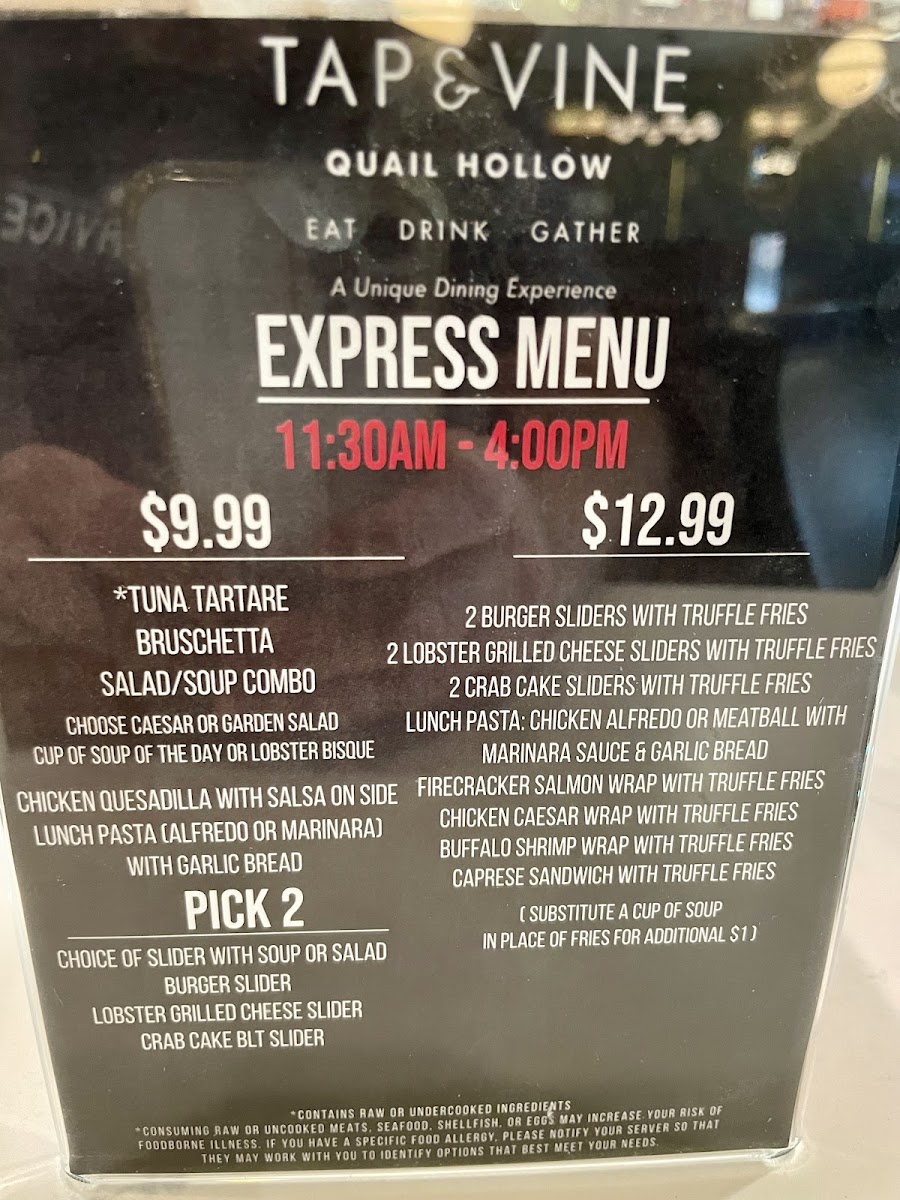 TAP & VINE
QUAIL HOLLOW
EAT DRINK GATHER
A Unique Dining Experience
EXPRESS MENU
11:30AM - 4:00PM
$9.99
*TUNA TARTARE
BRUSCHETTA
SALAD/SOUP COMBO
CHOOSE CAESAR OR GARDEN SALAD
CUP OF SOUP OF THE DAY OR LOBSTER BISQUE
CHICKEN QUESADILLA WITH SALSA ON SIDE
LUNCH PASTA (ALFREDO OR MARINARA)
WITH GARLIC BREAD
PICK 2
CHOICE OF SLIDER WITH SOUP OR SALAD
BURGER SLIDER
LOBSTER GRILLED CHEESE SLIDER
CRAB CAKE BLT SLIDER
$12.99
2 BURGER SLIDERS WITH TRUFFLE FRIES
2 LOBSTER GRILLED CHEESE SLIDERS WITH TRUFFLE FRIES
2 CRAB CAKE SLIDERS WITH TRUFFLE FRIES
LUNCH PASTA: CHICKEN ALFREDO OR MEATBALL WITH
MARINARA SAUCE & GARLIC BREAD
FIRECRACKER SALMON WRAP WITH TRUFFLE FRIES
CHICKEN CAESAR WRAP WITH TRUFFLE FRIES
BUFFALO SHRIMP WRAP WITH TRUFFLE FRIES
CAPRESE SANDWICH WITH TRUFFLE FRIES
( SUBSTITUTE A CUP OF SOUP
IN PLACE OF FRIES FOR ADDITIONAL $1 )
*CONTAINS RAW OR UNDERCOOKED INGREDIENTS
*CONSUMING RAW OR UNCOOKED MEATS, SEAFOOD, SHELLFISH, OR EGGS MAY INCREASE YOUR RISK OF
FOODBORNE ILLNESS. IF YOU HAVE A SPECIFIC FOOD ALLERGY, PLEASE NOTIFY YOUR SERVER SO THAT
THEY MAY WORK WITH YOU TO IDENTIFY OPTIONS THAT BEST MEET YOUR NEEDS.